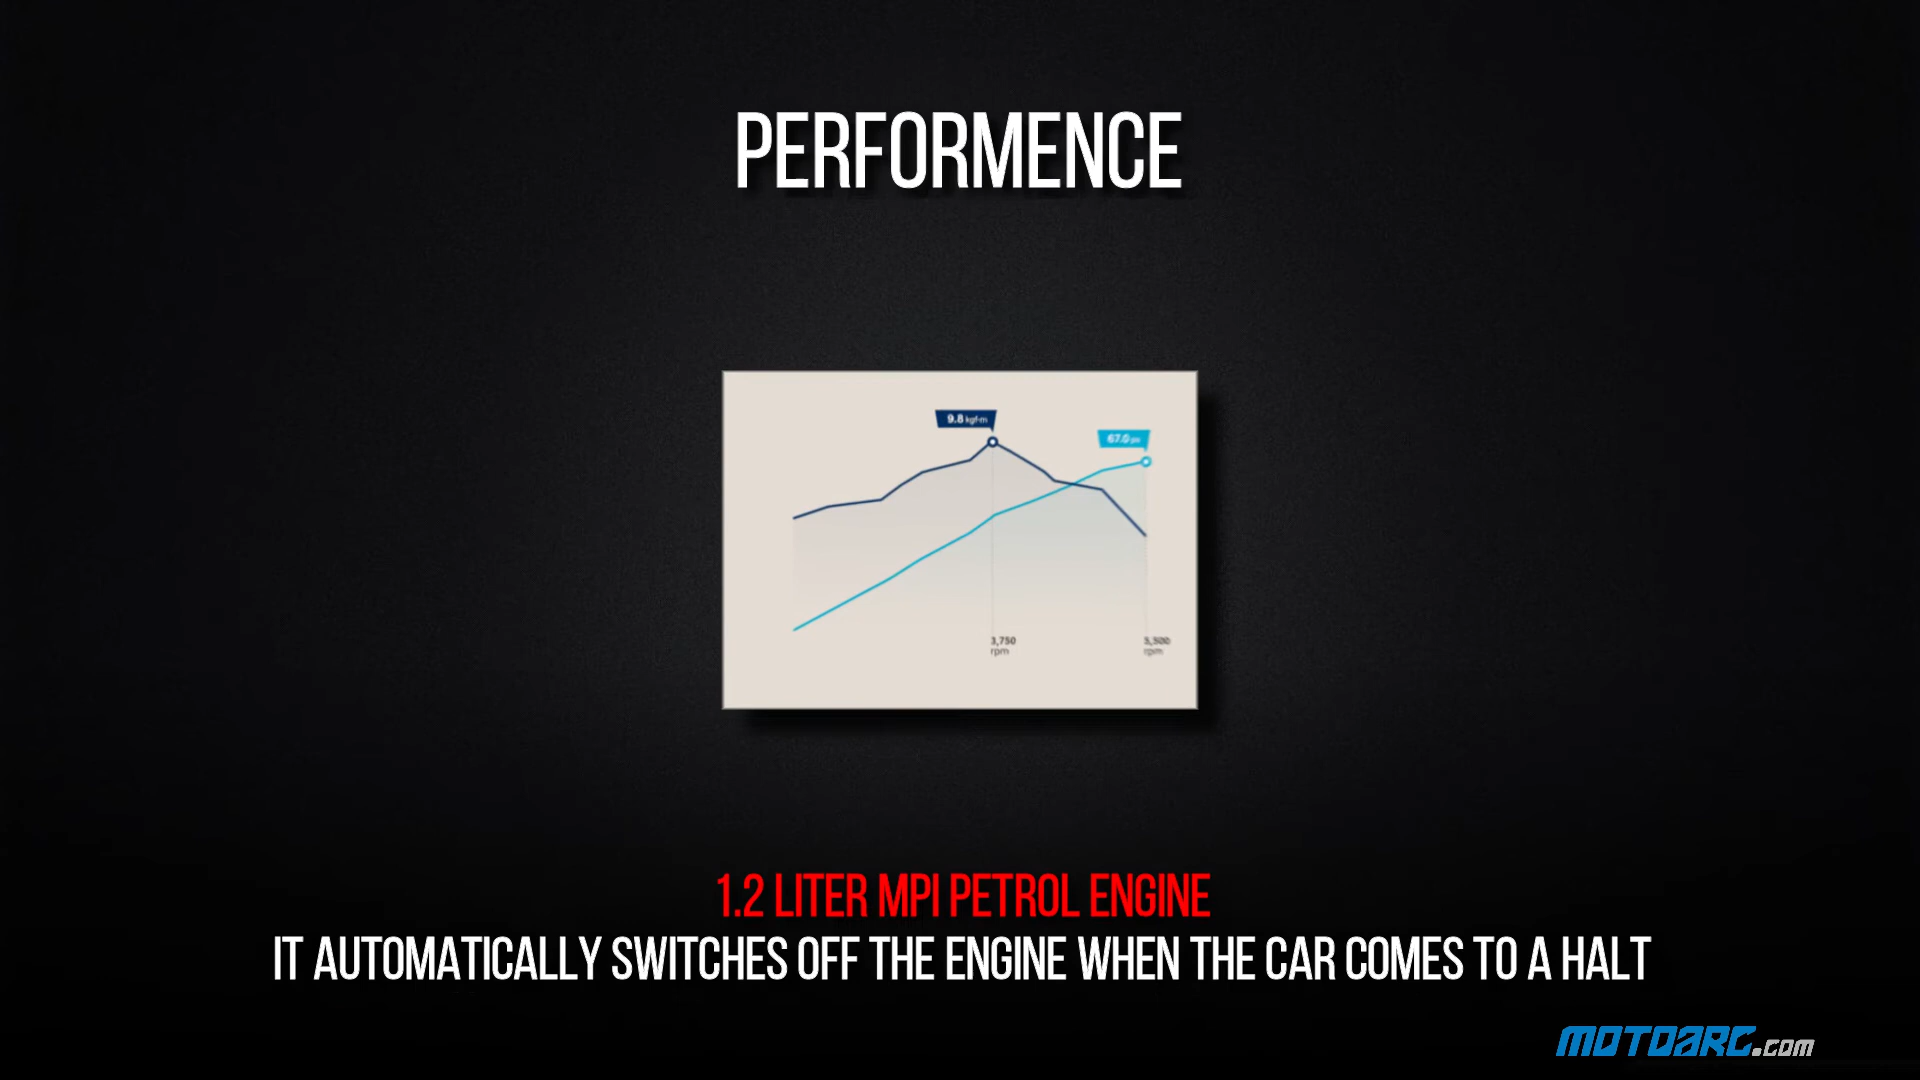 PERFORMENCE
9.8 kgf·m
67.0 ps
3,750
rpm
rpm
1.2 LITER MPI PETROL ENGINE
IT AUTOMATICALLY SWITCHES OFF THE ENGINE WHEN THE CAR COMES TO A HALT
MOTOARC.com